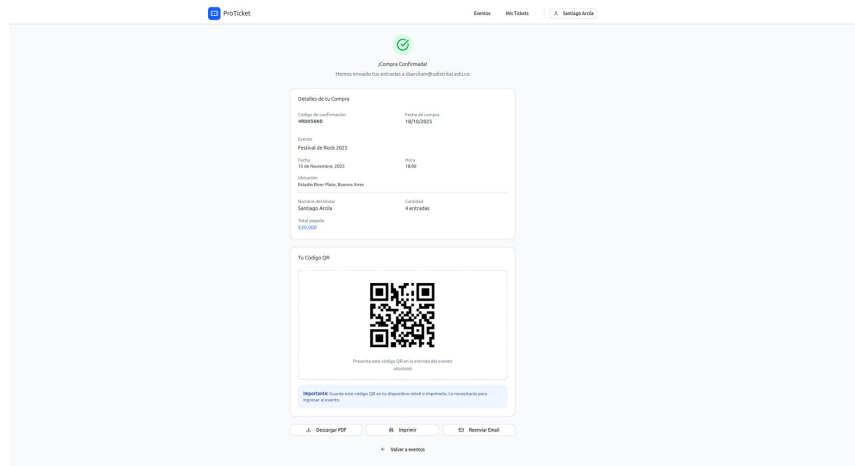 ProTicket
Eventos Mis Tickets Santiago Arcila
¡Compra Confirmada!
Hemos enviado tus entradas a dsarcilam@udistrital.edu.co
Detalles de tu Compra
Código de confirmación Fecha de compra
18/10/2025
Evento
Festival de Rock 2025
Fecha Hora
15 de Noviembre, 2025 18:00
Ubicación
Estadio River Plate, Buenos Aires
Nombre del titular Cantidad
Santiago Arcila 4 entradas
Total pagado
$30.000
Tu Código QR
Presenta este código QR en la entrada del evento
Importante: Guarda este código QR en tu dispositivo móvil o imprímelo. Lo necesitarás para
ingresar al evento.
Descargar PDF Imprimir Reenviar Email
Volver a eventos